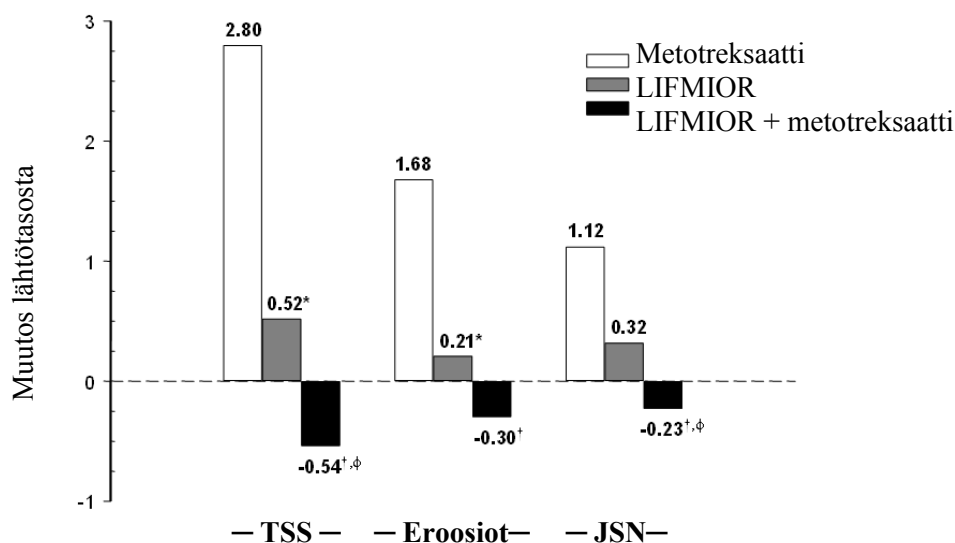 3
2
1
0
-1
Muutos lähtötasosta
Metotreksaatti
LIFMIOR
LIFMIOR + metotreksaatti
2.80
0.52*
-0.54†,ϕ
1.68
0.21*
-0.30†
1.12
0.32
-0.23†,ϕ
— TSS — — Eroosiot— — JSN—